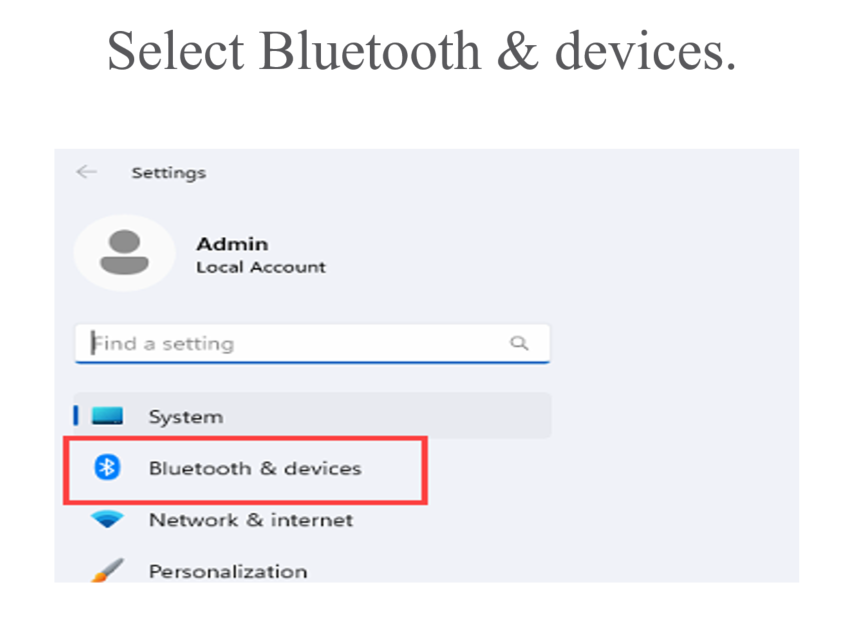 Select Bluetooth & devices.
Settings
Admin
Local Account
Find a setting
System
Bluetooth & devices
Network & internet
Personalization